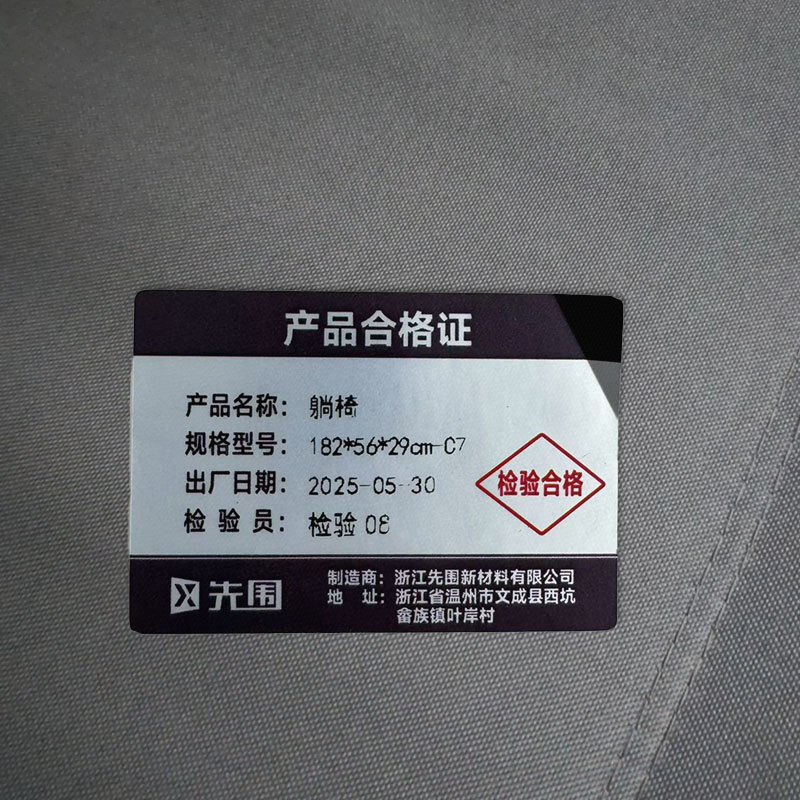 产品合格证
产品名称： 躺椅
规格型号： 182*56*29cm-C7
出厂日期： 2025-05-30
检 验 员： 检验 08
检验合格
先围
制造商：浙江先围新材料有限公司
地 址：浙江省温州市文成县西坑
畲族镇叶岸村